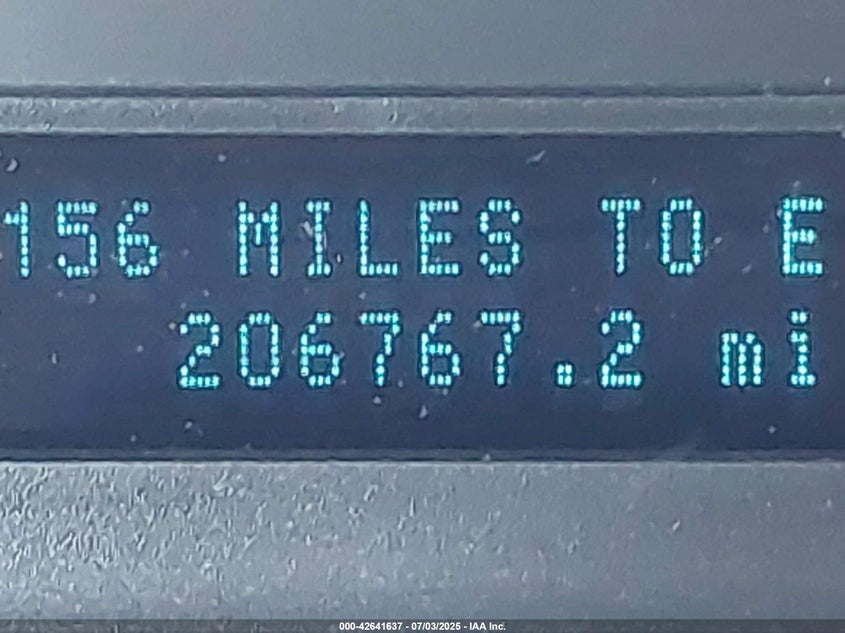 156 MILES TO E
206767.2 mi
000-42641637 - 07/03/2025 - IAA Inc.